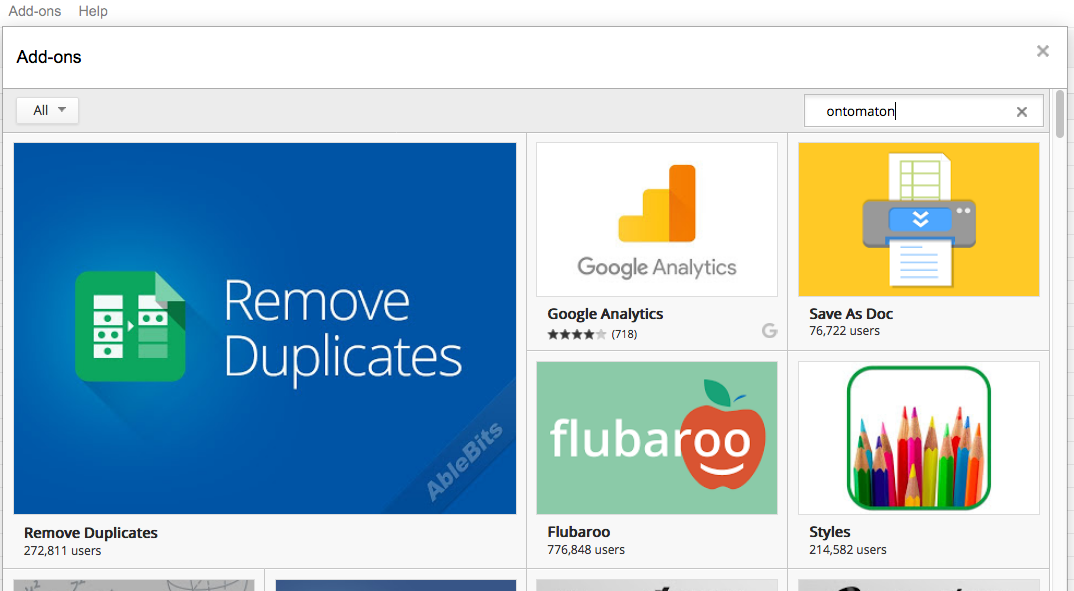 Add-ons Help
Add-ons
All
ontomaton
Remove
Duplicates
AbleBits
Remove Duplicates
272,811 users
Google Analytics
Google Analytics
(718)
G
Save As Doc
76,722 users
flubaroo
Flubaroo
776,848 users
Styles
214,582 users